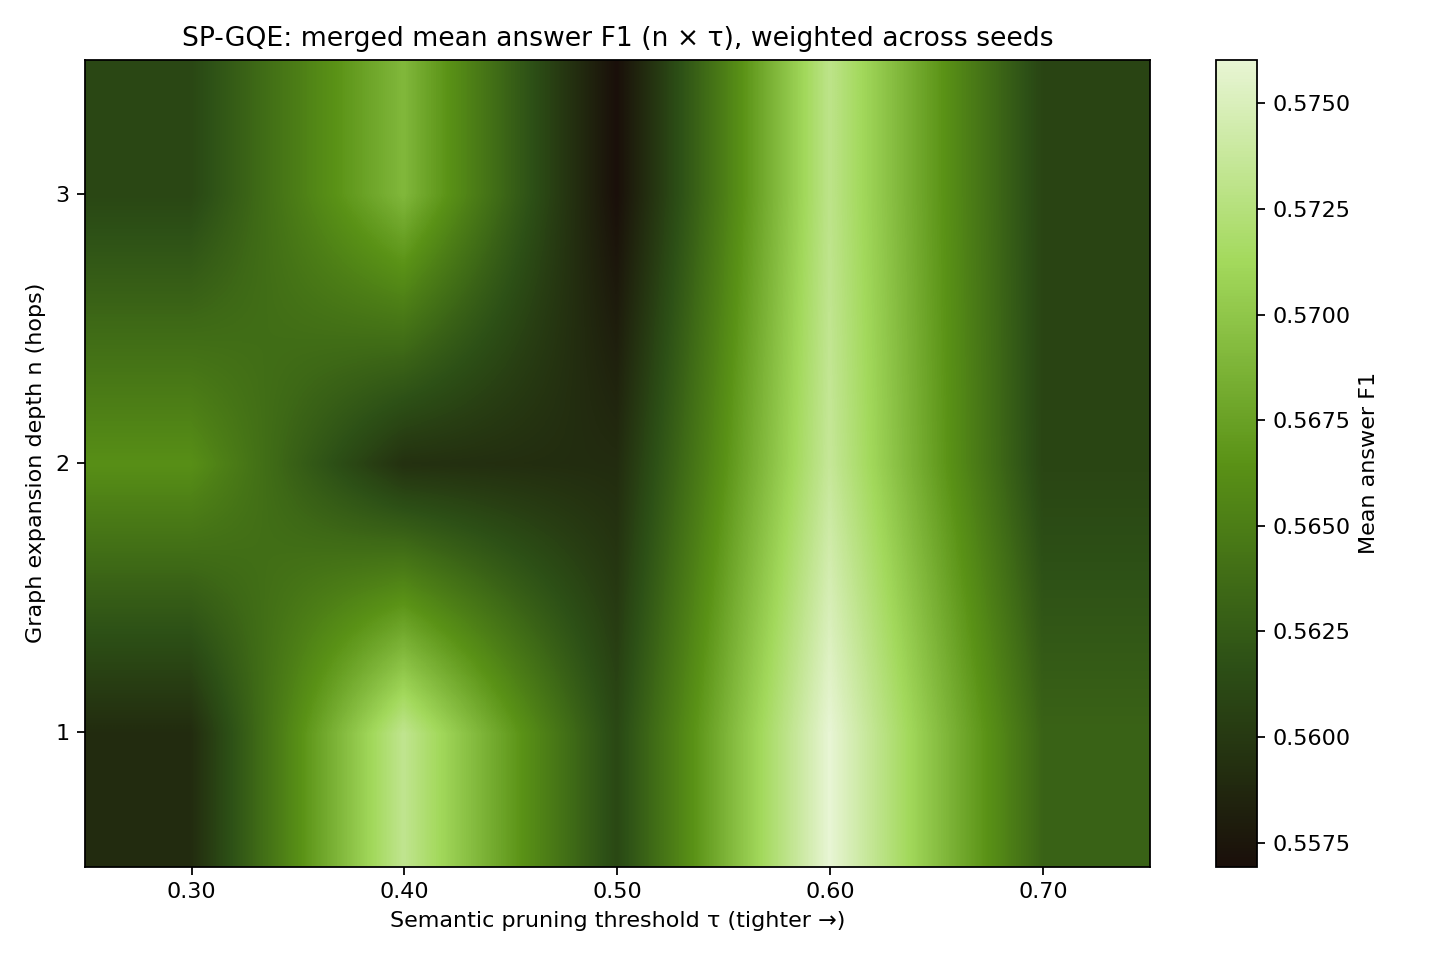 SP-GQE: merged mean answer F1 (n × τ), weighted across seeds
Graph expansion depth n (hops)
3
2
1
0.30 0.40 0.50 0.60 0.70
Semantic pruning threshold τ (tighter →)
0.5750
0.5725
0.5700
0.5675
0.5650
0.5625
0.5600
0.5575
Mean answer F1